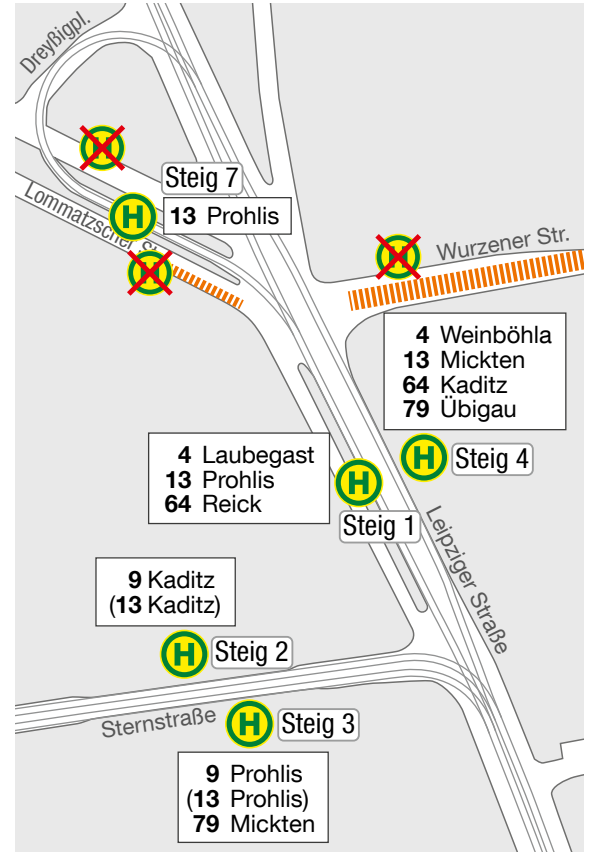 Dreyßigpl.
H
Steig 7
H
13 Prohlis
Lommatzscher St
H
H
Wurzener Str.
4 Weinböhla
13 Mickten
64 Kaditz
79 Übigau
H
Steig 4
4 Laubegast
13 Prohlis
64 Reick
H
Steig 1
Leipziger Straße
9 Kaditz
(13 Kaditz)
H
Steig 2
Sternstraße
H
Steig 3
9 Prohlis
(13 Prohlis)
79 Mickten